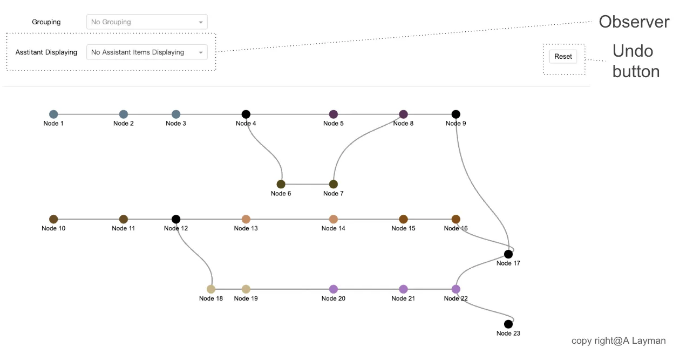 Grouping
No Grouping
Observer
Asstitant Displaying
No Assistant Items Displaying
Reset
Undo
button
Node 1
Node 2
Node 3
Node 4
Node 5
Node 8
Node 9
Node 6
Node 7
Node 10
Node 11
Node 12
Node 13
Node 14
Node 15
Node 16
Node 17
Node 18
Node 19
Node 20
Node 21
Node 22
Node 23
copy right@A Layman